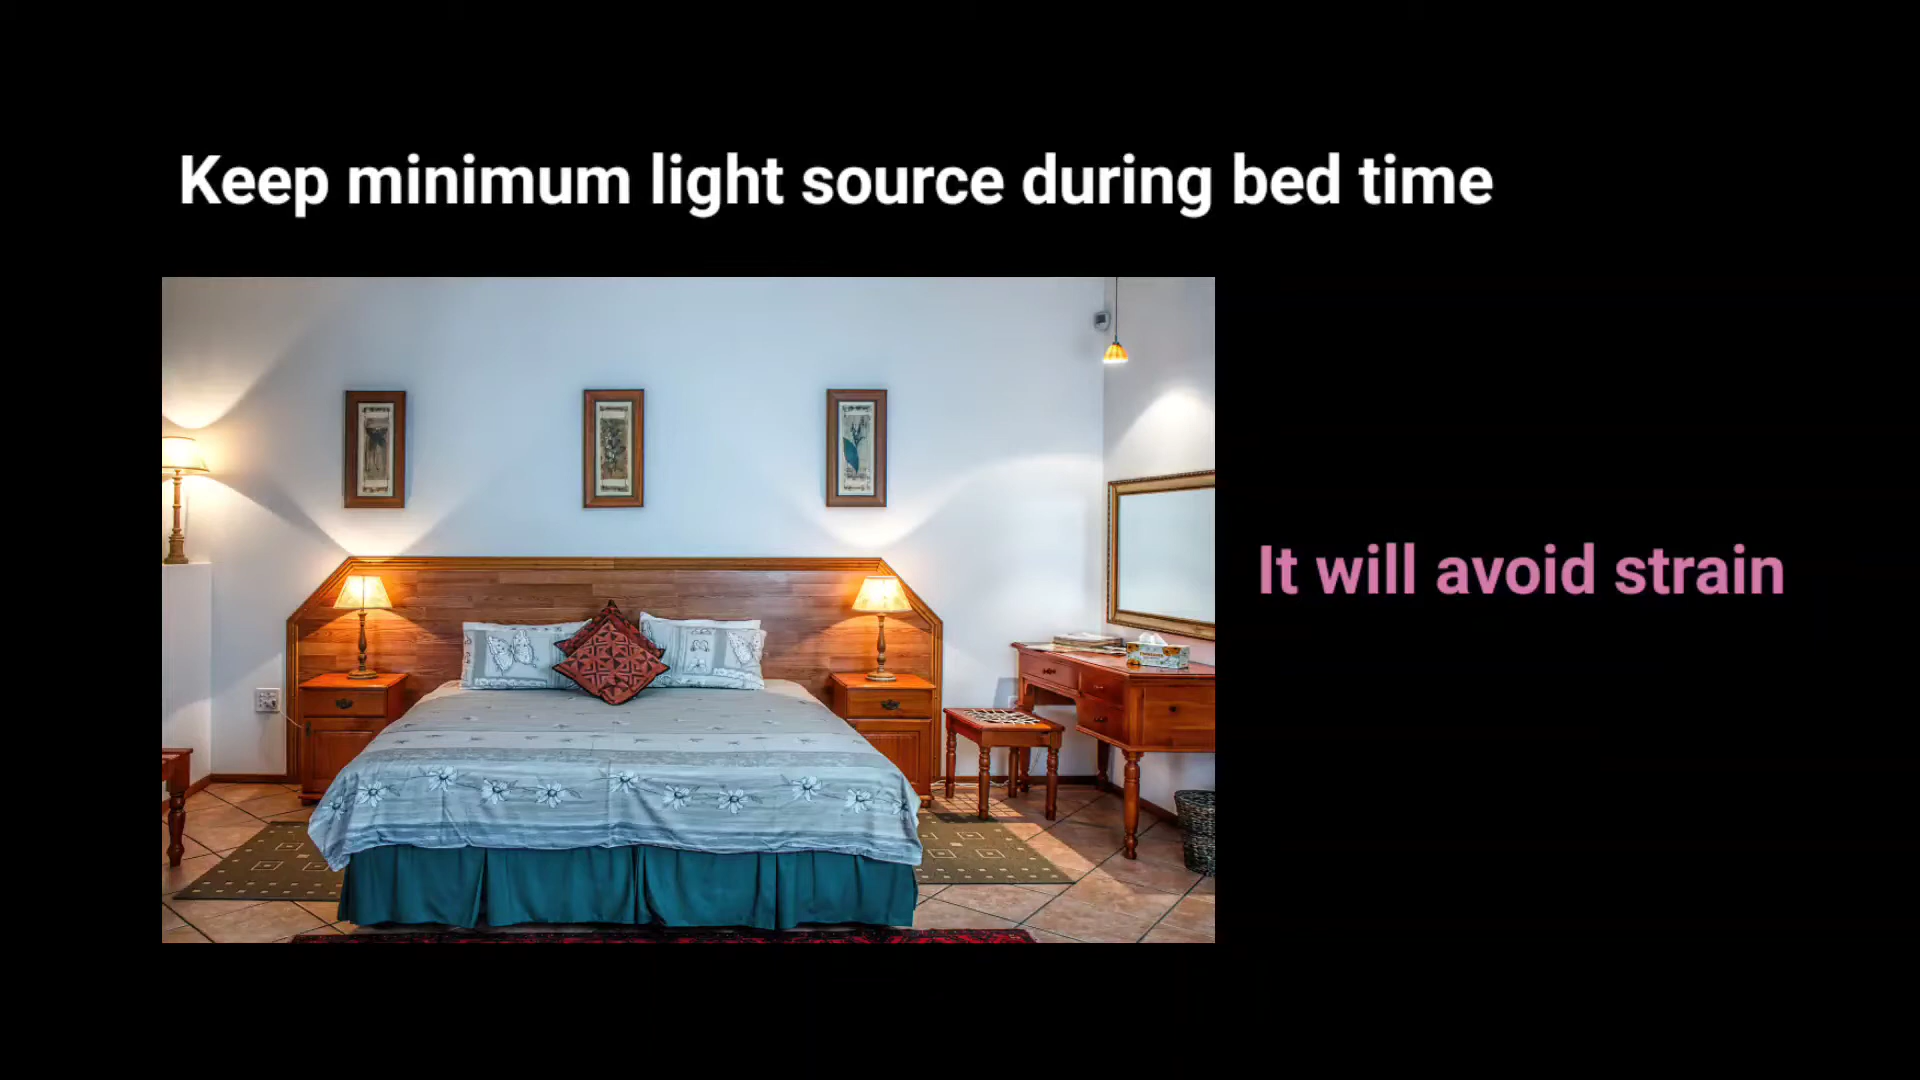 Keep minimum light source during bed time
It will avoid strain